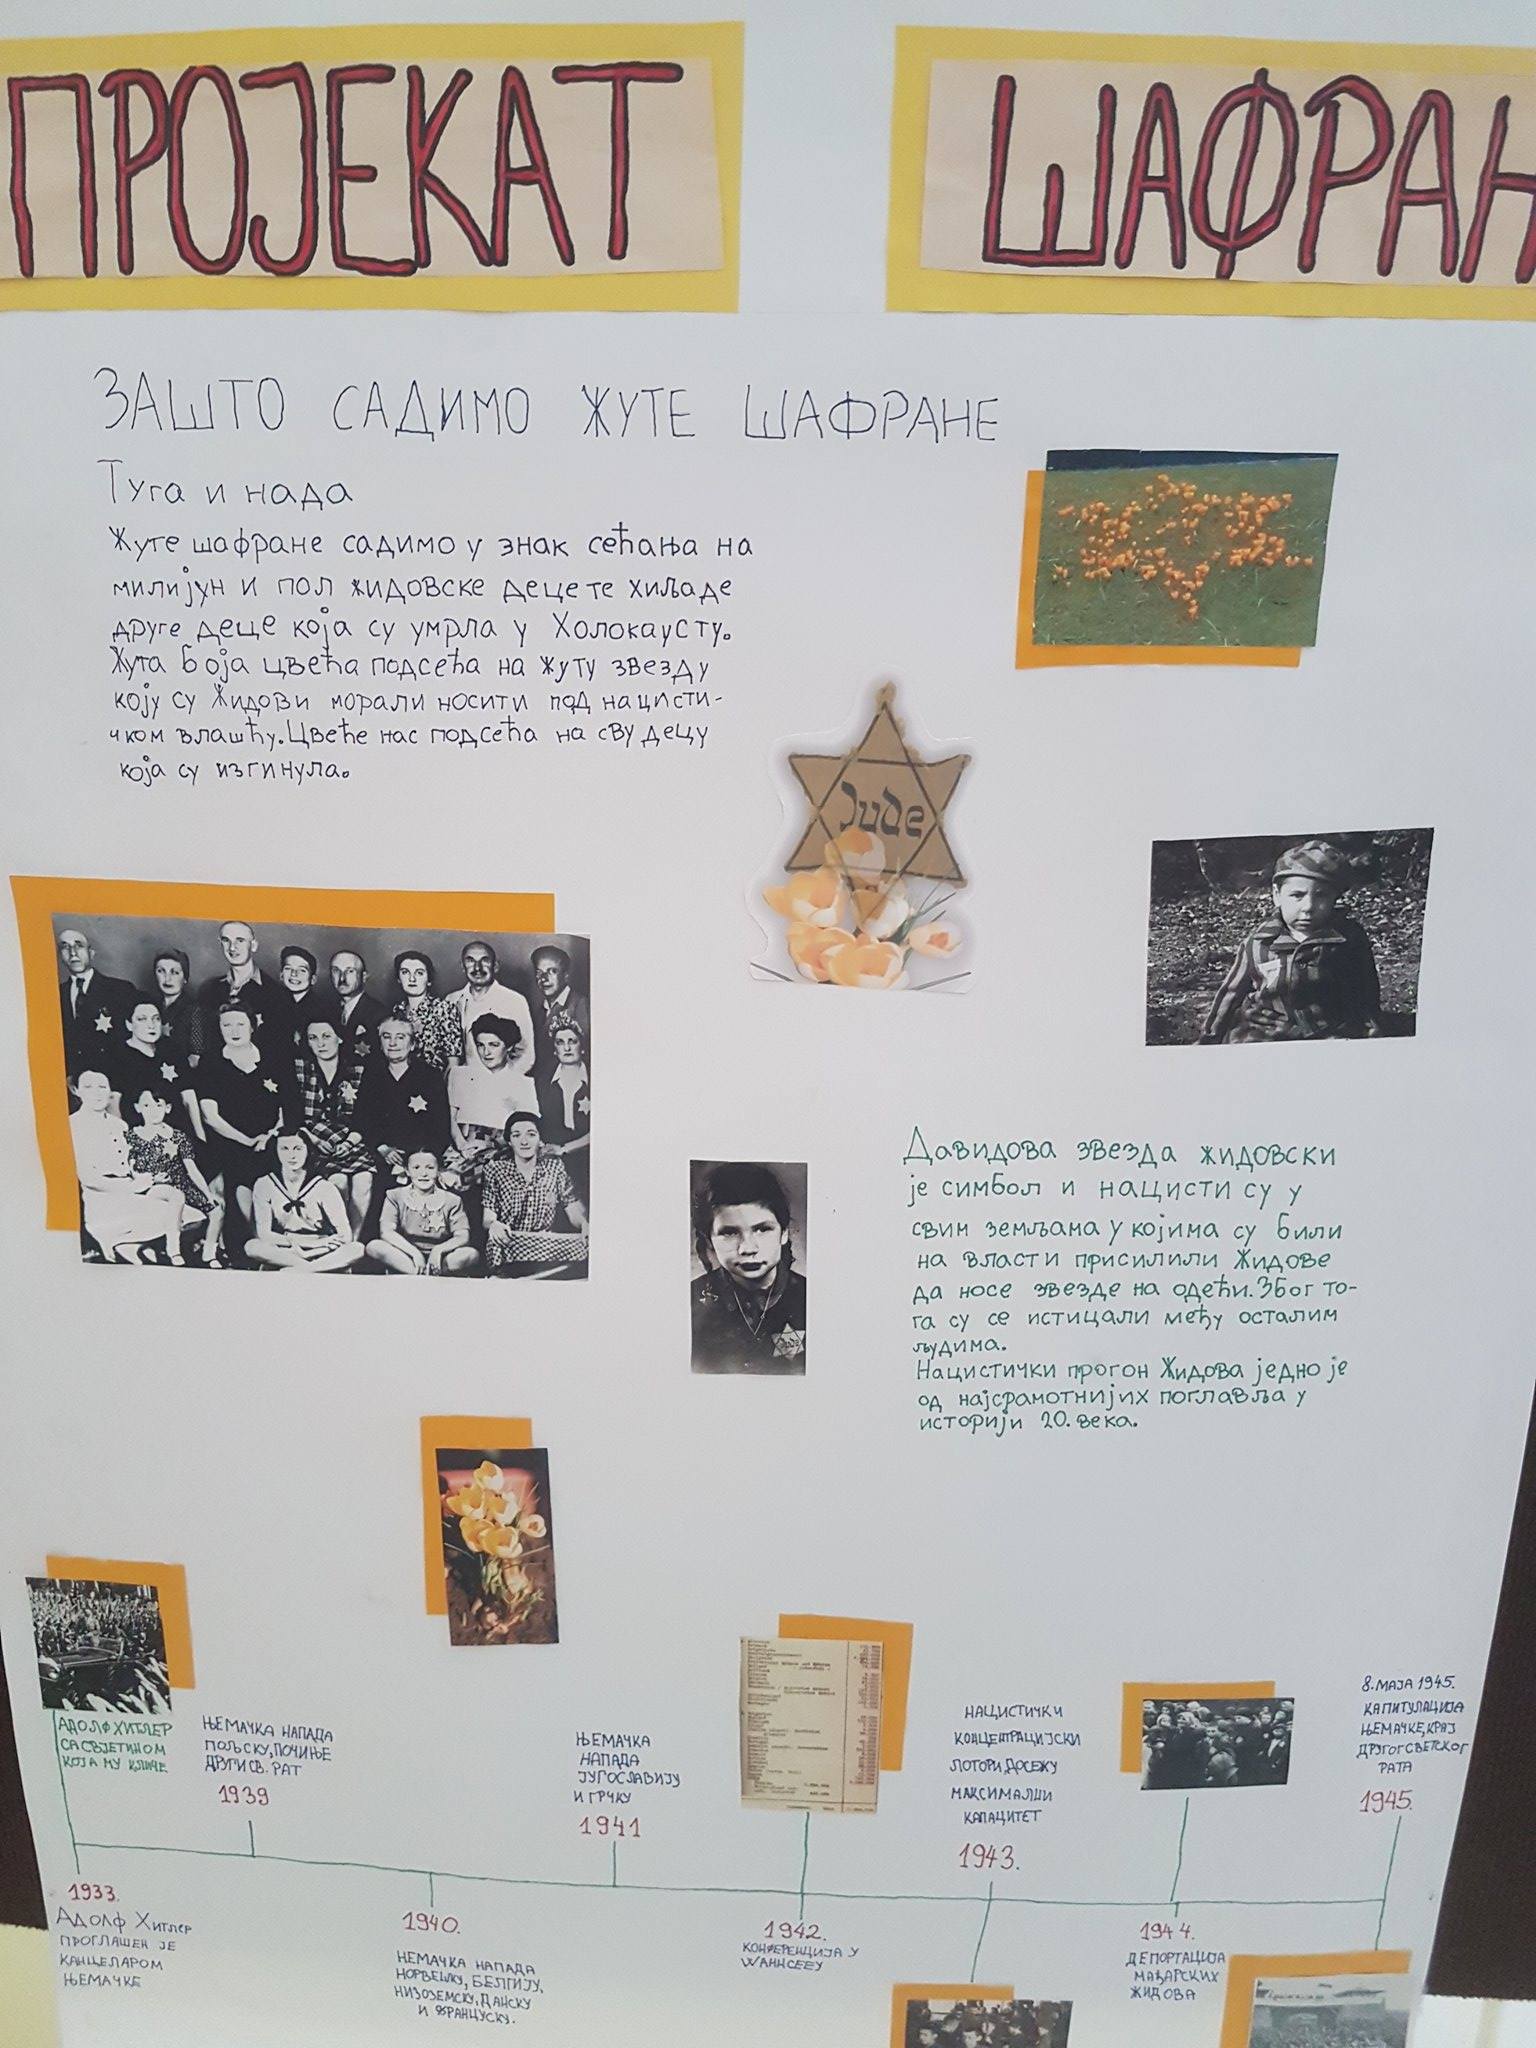 ПРОЈЕКАТ ШАФРАН
ЗАШТО САДИМО ЖУТЕ ШАФРАНЕ
Туга и нада
Жуте шафране садимо у знак сећања на
милијун и пол жидовске деце те хиљаде
друге деце која су умрла у Холокаусту.
Жута боја цвећа подсећа на жуту звезду
коју су Жидови морали носити под нацисти-
чком влашћу. Цвеће нас подсећа на сву децу
која су изгинула.
Jude
Давидова звезда жидовски
је симбол и нацисти су у
свим земљама у којима су били
на власти присилили Жидове
да носе звезде на одећи. Због то-
га су се истицали међу осталим
људима.
Нацистички прогон Жидова једно је
од најсрамотнијих поглавља у
историји 20. века.
АДОЛФ ХИТЛЕР
СА СВЈЕТИНОМ
КОЈА МУ КЛИЧЕ
1933.
АДОЛФ ХИТЛЕР
ПРОГЛАШЕН ЈЕ
КАНЦЕЛАРОМ
ЊЕМАЧКЕ
ЊЕМАЧКА НАПАДА
ПОЉСКУ, ПОЧИЊЕ
ДРУГИ СВ. РАТ
1939
1940.
НЕМАЧКА НАПАДА
НОРВЕШКУ, БЕЛГИЈУ,
НИЗОЗЕМСКУ, ДАНСКУ
И ФРАНЦУСКУ.
ЊЕМАЧКА
НАПАДА
ЈУГОСЛАВИЈУ
И ГРЧКУ
1941
1942.
КОНФЕРЕНЦИЈА У
WАННСЕЕУ
НАЦИСТИЧКИ
КОНЦЕНТРАЦИЈСКИ
ЛОГОРИ ДОСЕЖУ
МАКСИМАЛНИ
КАПАЦИТЕТ
1943.
1944.
ДЕПОРТАЦИЈА
МАЂАРСКИХ
ЖИДОВА
8. МАЈА 1945.
КАПИТУЛАЦИЈА
ЊЕМАЧКЕ, КРАЈ
ДРУГОГ СВЕТСКОГ
РАТА
1945.